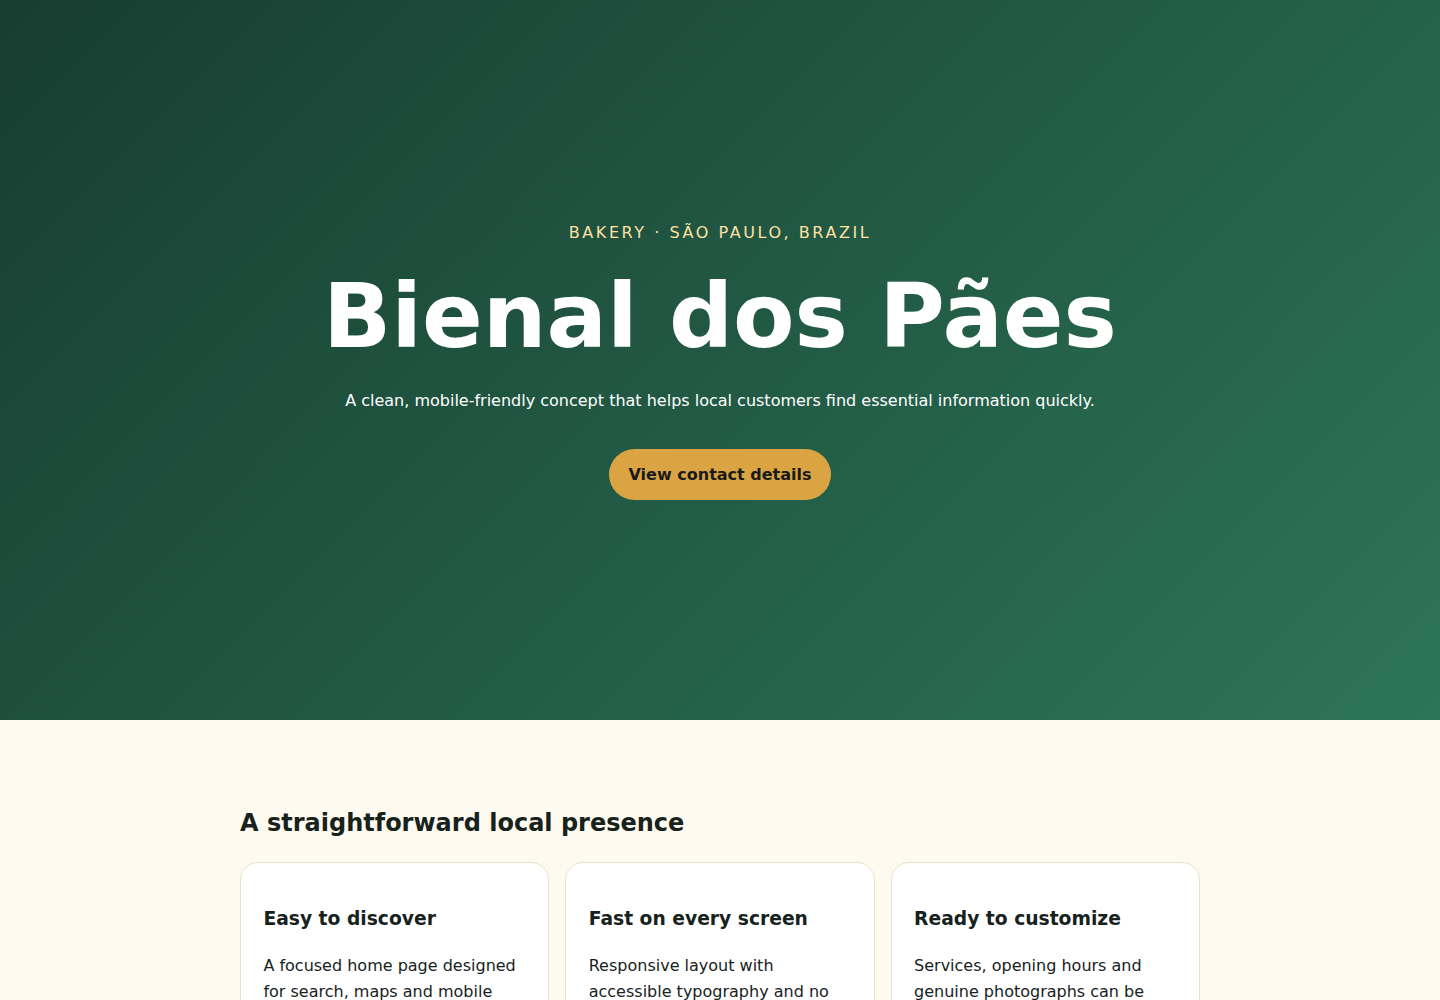 BAKERY · SÃO PAULO, BRAZIL
Bienal dos Pães
A clean, mobile-friendly concept that helps local customers find essential information quickly.
View contact details
A straightforward local presence
Easy to discover
A focused home page designed
for search, maps and mobile
Fast on every screen
Responsive layout with
accessible typography and no
Ready to customize
Services, opening hours and
genuine photographs can be